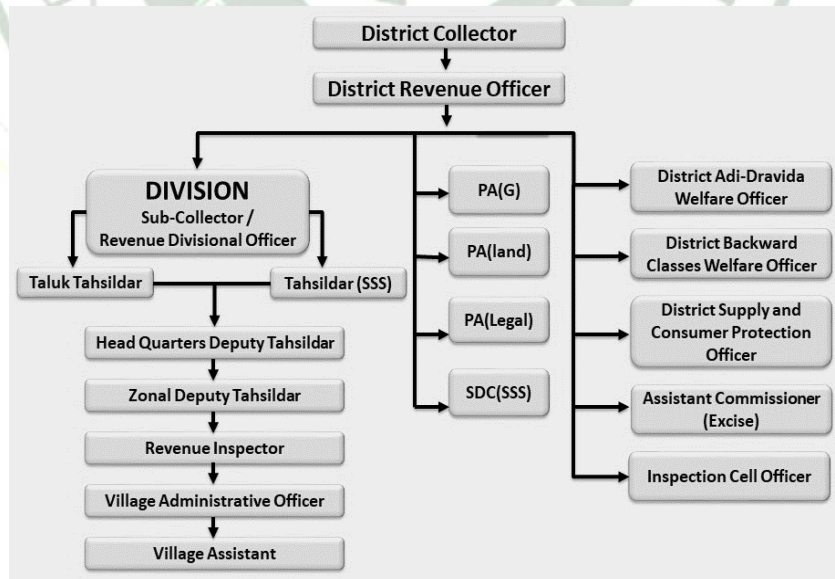 District Collector
District Revenue Officer
DIVISION
Sub-Collector /
Revenue Divisional Officer
Taluk Tahsildar
Tahsildar (SSS)
Head Quarters Deputy Tahsildar
Zonal Deputy Tahsildar
Revenue Inspector
Village Administrative Officer
Village Assistant
PA(G)
PA(land)
PA(Legal)
SDC(SSS)
District Adi-Dravida
Welfare Officer
District Backward
Classes Welfare Officer
District Supply and
Consumer Protection
Officer
Assistant Commissioner
(Excise)
Inspection Cell Officer